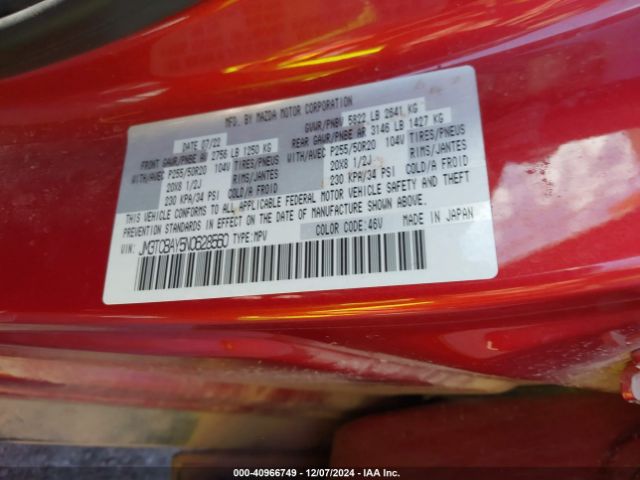 MFD. BY MAZDA MOTOR CORPORATION
DATE 07/22 GVWR/PNBV 5822 LB 2641 KG
FRONT GAWR/PNBE AV 2756 LB 1250 KG REAR GAWR/PNBE AR 3146 LB 1427 KG
WITH/AVEC P255/50R20 104V TIRES/PNEUS WITH/AVEC P255/50R20 104V TIRES/PNEUS
20X8 1/2J RIMS/JANTES 20X8 1/2J RIMS/JANTES
230 KPA/34 PSI COLD/A FROID 230 KPA/34 PSI COLD/A FROID
THIS VEHICLE CONFORMS TO ALL APPLICABLE FEDERAL MOTOR VEHICLE SAFETY AND THEFT
PREVENTION STANDARDS IN EFFECT ON THE DATE OF MANUFACTURE SHOWN ABOVE.
VIN: JM3TCBAY5N0628560 TYPE:MPV COLOR CODE:46V MADE IN JAPAN
000-40966749 - 12/07/2024 - IAA Inc.